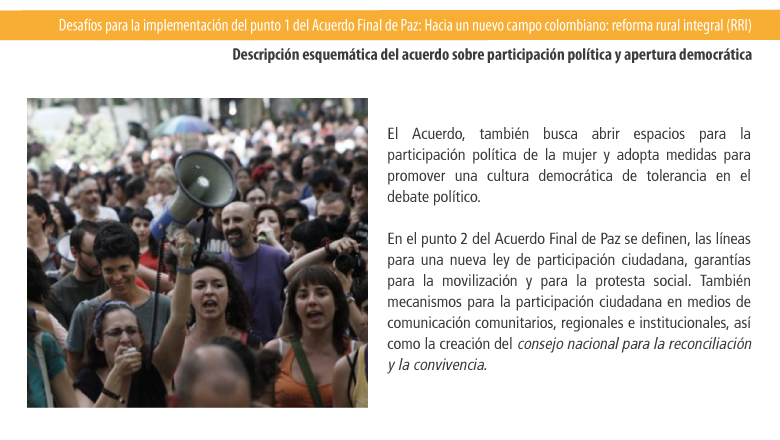 Desafíos para la implementación del punto 1 del Acuerdo Final de Paz: Hacia un nuevo campo colombiano: reforma rural integral (RRI)
Descripción esquemática del acuerdo sobre participación política y apertura democrática
El Acuerdo, también busca abrir espacios para la
participación política de la mujer y adopta medidas para
promover una cultura democrática de tolerancia en el
debate político.
En el punto 2 del Acuerdo Final de Paz se definen, las líneas
para una nueva ley de participación ciudadana, garantías
para la movilización y para la protesta social. También
mecanismos para la participación ciudadana en medios de
comunicación comunitarios, regionales e institucionales, así
como la creación del consejo nacional para la reconciliación
y la convivencia.